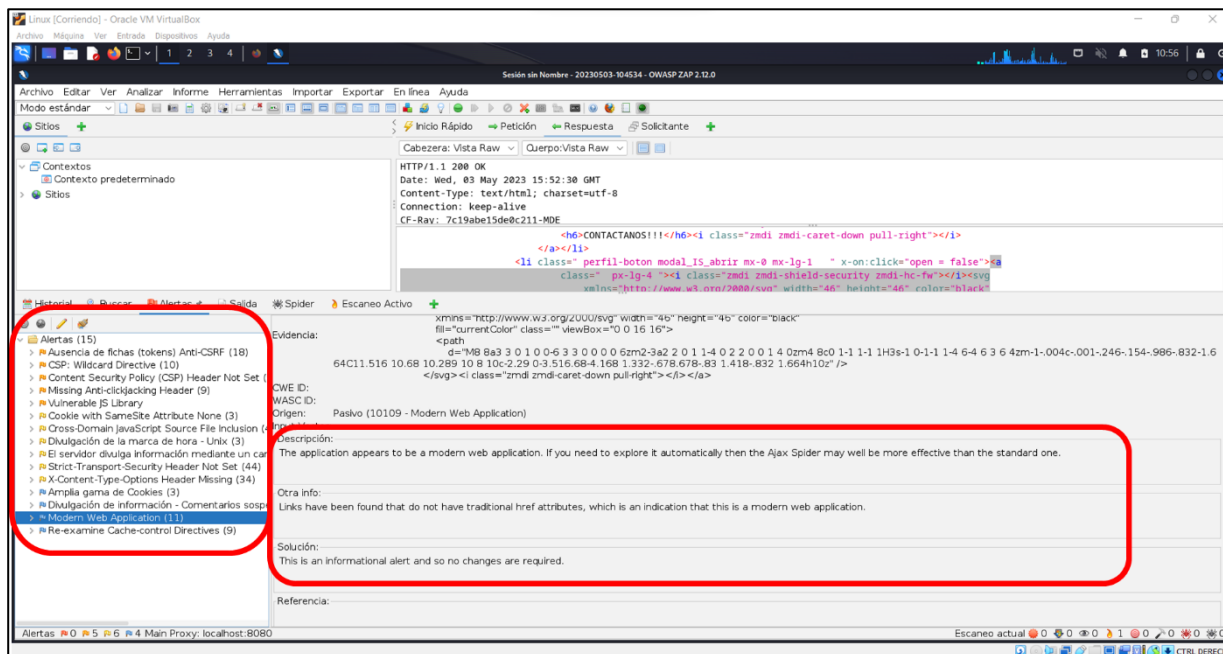 Linux [Corriendo] - Oracle VM VirtualBox
Archivo Máquina Ver Entrada Dispositivos Ayuda
1 2 3 4
10:56
Sesión sin Nombre - 20230503-104534 - OWASP ZAP 2.12.0
Archivo Editar Ver Analizar Informe Herramientas Importar Exportar En línea Ayuda
Modo estándar
Sitios
Inicio Rápido Petición Respuesta Solicitante
Cabezera: Vista Raw Cuerpo:Vista Raw
Contextos
Contexto predeterminado
Sitios
HTTP/1.1 200 OK
Date: Wed, 03 May 2023 15:52:30 GMT
Content-Type: text/html; charset=utf-8
Connection: keep-alive
CF-Ray: 7c19abe15de0c211-MDE
<h6>CONTACTANOS!!!</h6><i class="zmdi zmdi-caret-down pull-right"></i>
</a></li>
<li class=" perfil-boton modal_IS_abrir mx-0 mx-lg-1 " x-on:click="open = false"><a
class=" px-lg-4 "><i class="zmdi zmdi-shield-security zmdi-hc-fw"></i><svg
xmlns="http://www.w3.org/2000/svg" width="46" height="46" color="black"
Historial Buscar Alertas Salida Spider Escaneo Activo
Alertas (15)
Ausencia de fichas (tokens) Anti-CSRF (18)
CSP: Wildcard Directive (10)
Content Security Policy (CSP) Header Not Set (
Missing Anti-clickjacking Header (9)
Vulnerable JS Library
Cookie with SameSite Attribute None (3)
Cross-Domain JavaScript Source File Inclusion (
Divulgación de la marca de hora - Unix (3)
El servidor divulga información mediante un car
Strict-Transport-Security Header Not Set (44)
X-Content-Type-Options Header Missing (34)
Amplia gama de Cookies (3)
Divulgación de información - Comentarios sosp
Modern Web Application (11)
Re-examine Cache-control Directives (9)
xmlns="http://www.w3.org/2000/svg" width="46" height="46" color="black"
fill="currentColor" class="" viewBox="0 0 16 16">
Evidencia:
<path
d="M8 8a3 3 0 1 0 0-6 3 3 0 0 0 0 6zm2-3a2 2 0 1 1-4 0 2 2 0 0 1 4 0zm4 8c0 1-1 1-1 1H3s-1 0-1-1 1-4 6-4 6 3 6 4zm-1-.004c-.001-.246-.154-.986-.832-1.6
64C11.516 10.68 10.289 10 8 10c-2.29 0-3.516.68-4.168 1.332-.678.678-.83 1.418-.832 1.664h10z" />
</svg><i class="zmdi zmdi-caret-down pull-right"></i></a>
CWE ID:
WASC ID:
Origen: Pasivo (10109 - Modern Web Application)
Descripción:
The application appears to be a modern web application. If you need to explore it automatically then the Ajax Spider may well be more effective than the standard one.
Otra info:
Links have been found that do not have traditional href attributes, which is an indication that this is a modern web application.
Solución:
This is an informational alert and so no changes are required.
Referencia:
Alertas 0 5 6 4 Main Proxy: localhost:8080
Escaneo actual 0 0 0 1 0 0 0
CTRL DEREC